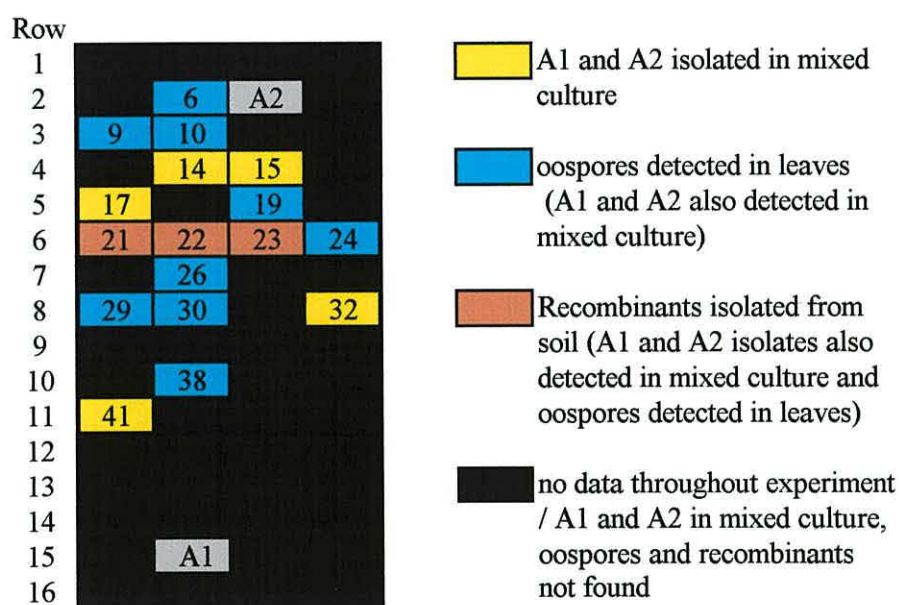 Row
1
2 6 A2
3 9 10
4 14 15
5 17 19
6 21 22 23 24
7 26
8 29 30 32
9
10 38
11 41
12
13
14
15 A1
16
A1 and A2 isolated in mixed
culture
oospores detected in leaves
(A1 and A2 also detected in
mixed culture)
Recombinants isolated from
soil (A1 and A2 isolates also
detected in mixed culture and
oospores detected in leaves)
no data throughout experiment
/ A1 and A2 in mixed culture,
oospores and recombinants
not found